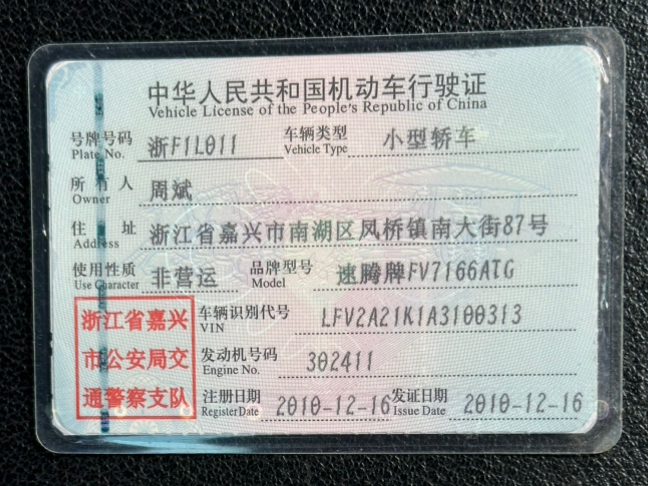 中华人民共和国机动车行驶证
Vehicle License of the People's Republic of China
号牌号码 浙F1L011 车辆类型 小型轿车
Plate No. Vehicle Type
所有人 周斌
Owner
住址 浙江省嘉兴市南湖区凤桥镇南大街87号
Address
使用性质 非营运 品牌型号 速腾牌FV7166ATG
Use Character Model
浙江省嘉兴
市公安局交
通警察支队
车辆识别代号 LFV2A21K1A3100313
VIN
发动机号码 302411
Engine No.
注册日期 2010-12-16 发证日期 2010-12-16
Register Date Issue Date